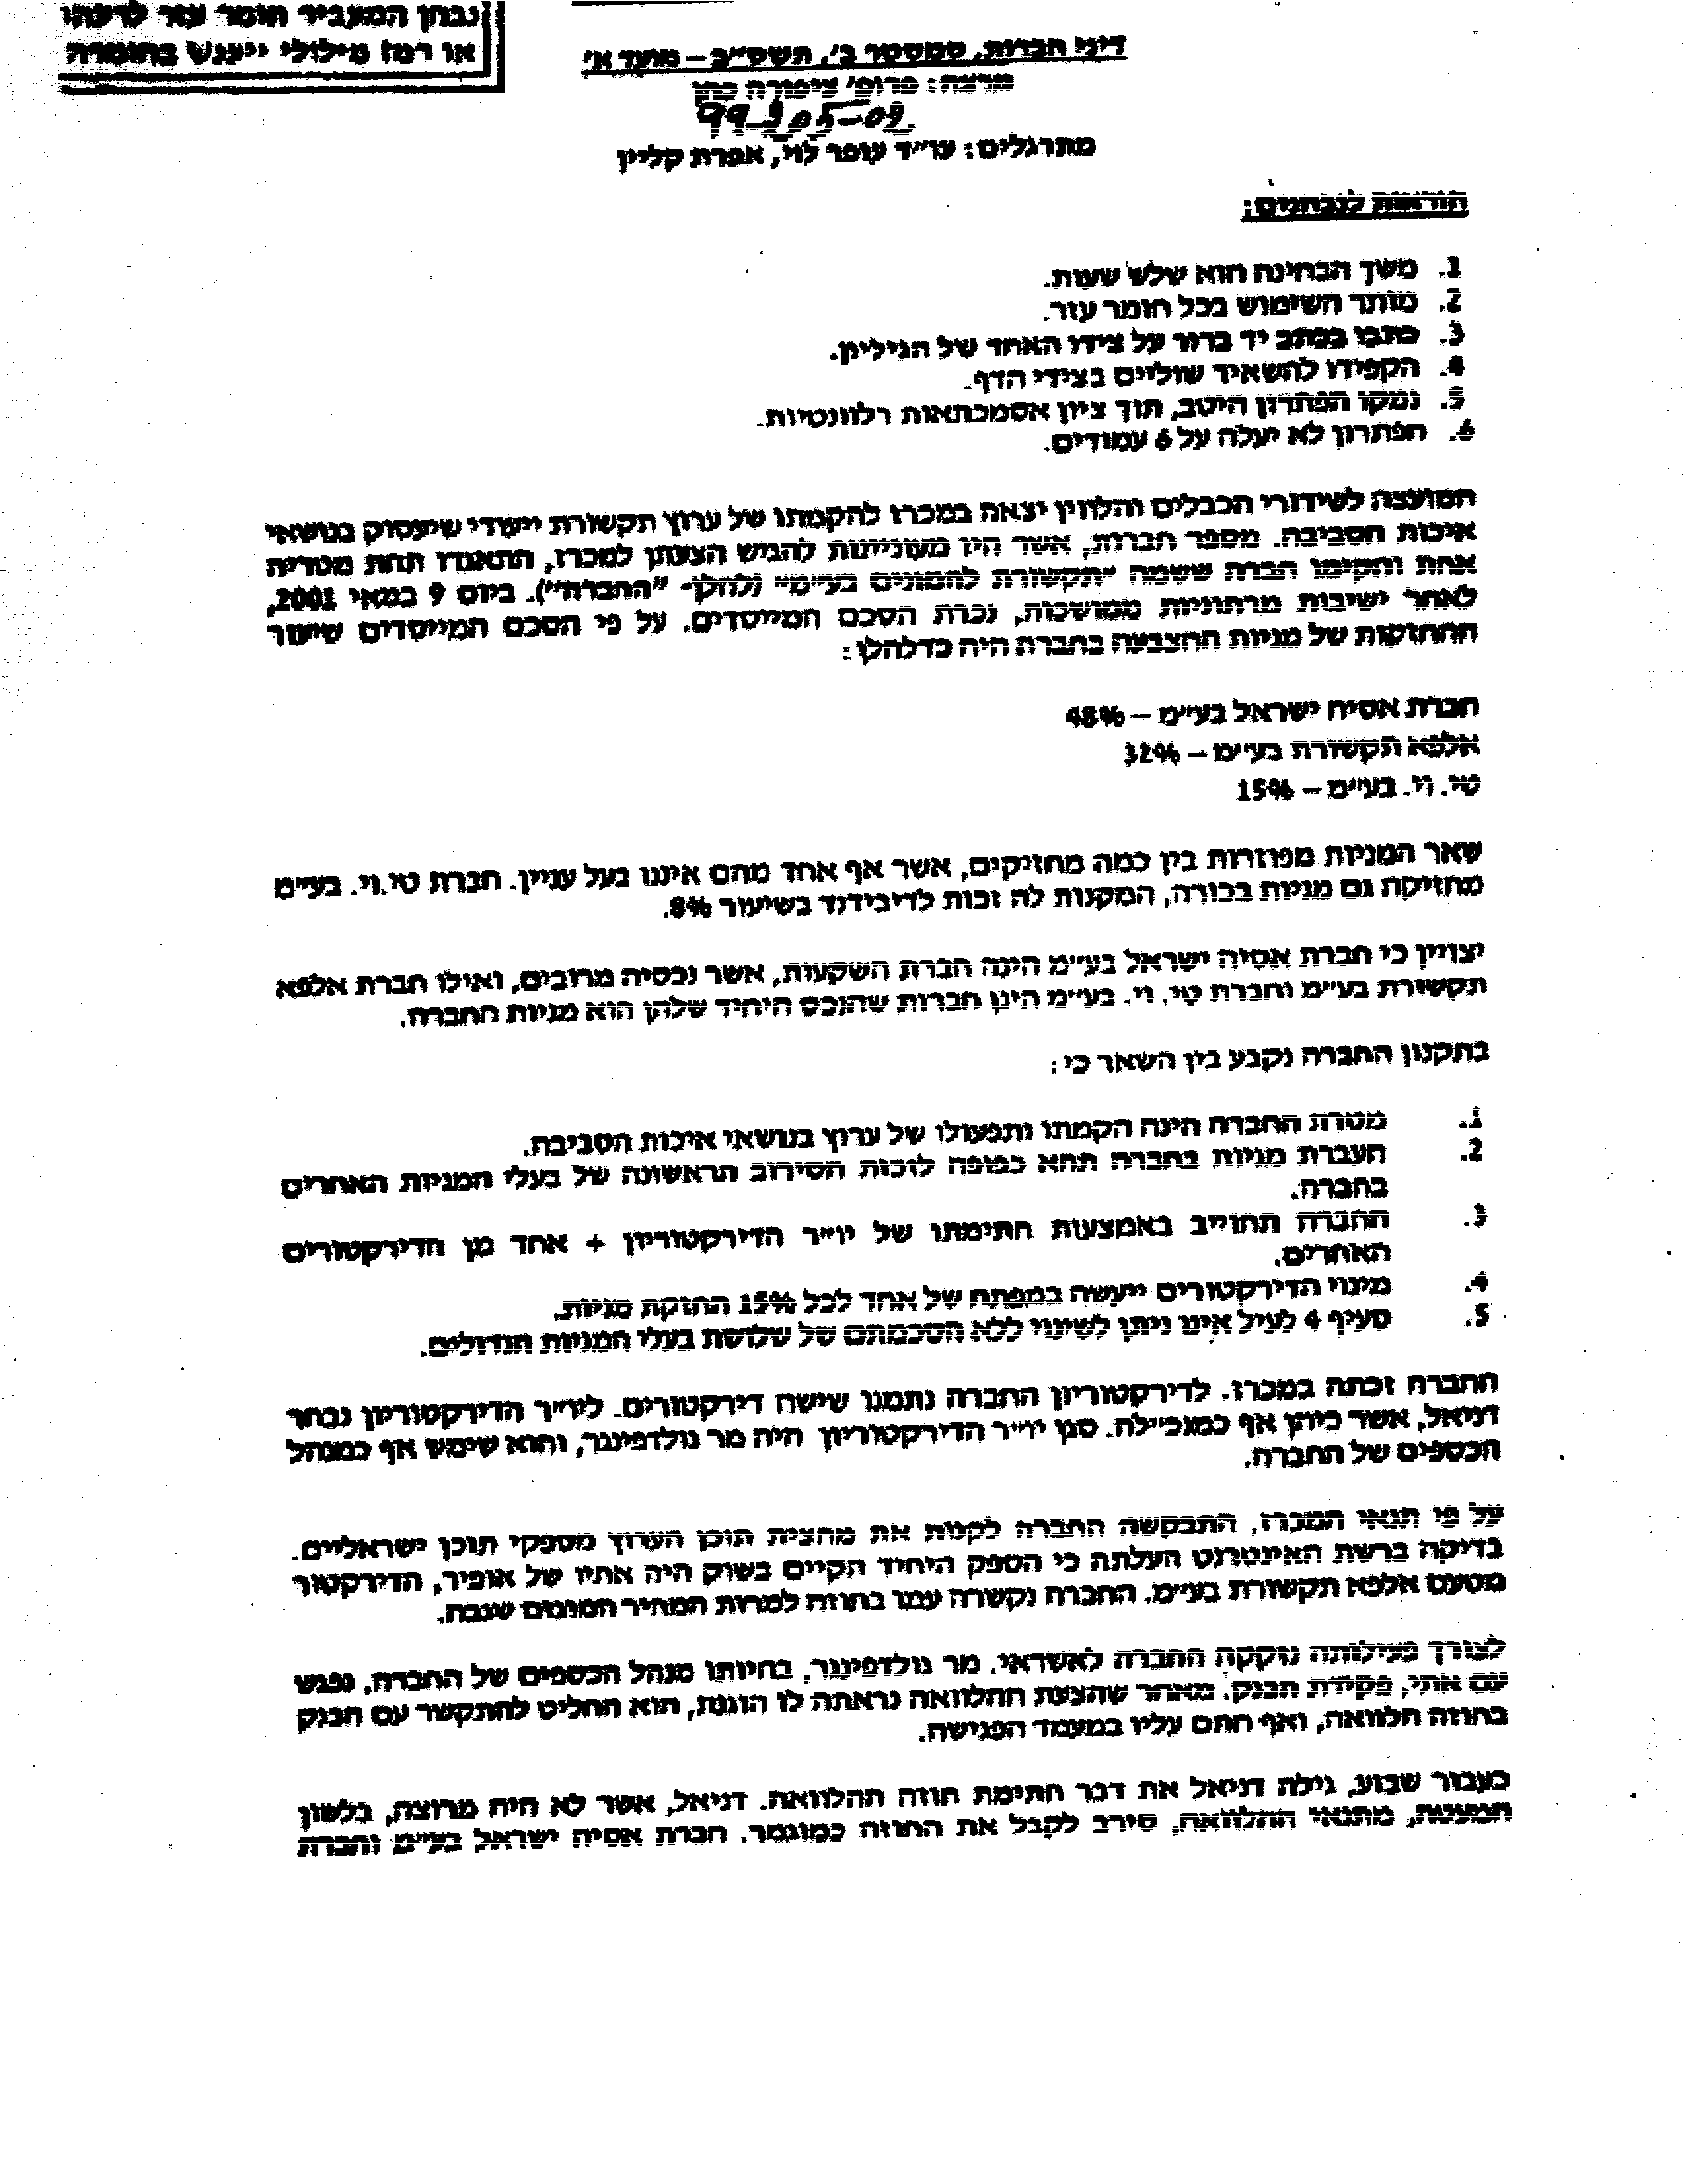 נבחן המעביר חומר עזר לרעהו
או רמז מילולי ייענש בחומרה
דיני חברות, סמסטר ב', תשס"ב – מועד א'
מרצה: פרופ' ציפורה כהן
מתרגלים: עו"ד עופר לוי, אפרת קליין
הוראות לנבחנים:
1. משך הבחינה הוא שלש שעות.
2. מותר השימוש בכל חומר עזר.
3. כתבו בכתב יד ברור על צידו האחד של הגיליון.
4. הקפידו להשאיר שוליים בצידי הדף.
5. נמקו הפתרון היטב, תוך ציון אסמכתאות רלוונטיות.
6. הפתרון לא יעלה על 6 עמודים.
המועצה לשידורי הכבלים והלווין יצאה במכרז להקמתו של ערוץ תקשורת ייעודי שיעסוק בנושאי
איכות הסביבה. מספר חברות, אשר היו מעוניינות להגיש הצעתן למכרז, התאגדו תחת מטריה
אחת והקימו חברה ששמה "תקשורת להמונים בע"מ" (להלן- "החברה"). ביום 9 במאי 2001,
לאחר ישיבות מרתוניות ממושכות, נכרת הסכם המייסדים. על פי הסכם המייסדים שיעור
ההחזקות של מניות ההצבעה בחברה היה כדלהלן:
חברת אסיה ישראל בע"מ – 48%
אלפא תקשורת בע"מ – 32%
טי. וי. בע"מ – 15%
שאר המניות מפוזרות בין כמה מחזיקים, אשר אף אחד מהם איננו בעל עניין. חברת טי.וי. בע"מ
מחזיקה גם מניות בכורה, המקנות לה זכות לדיבידנד בשיעור 8%.
יצויין כי חברת אסיה ישראל בע"מ הינה חברת השקעות, אשר נכסיה מרובים, ואילו חברת אלפא
תקשורת בע"מ וחברת טי. וי. בע"מ הינן חברות שהנכס היחיד שלהן הוא מניות החברה.
בתקנון החברה נקבע בין השאר כי:
1. מטרת החברה הינה הקמתו ותפעולו של ערוץ בנושאי איכות הסביבה.
2. העברת מניות בחברה תהא כפופה לזכות הסירוב הראשונה של בעלי המניות האחרים
בחברה.
3. החברה תחוייב באמצעות חתימתו של יו"ר הדירקטוריון + אחד מן הדירקטורים
האחרים.
4. מינוי הדירקטורים ייעשה במפתח של אחד לכל 15% החזקת מניות.
5. סעיף 4 לעיל אינו ניתן לשינוי ללא הסכמתם של שלושת בעלי המניות הגדולים.
החברה זכתה במכרז. לדירקטוריון החברה נתמנו שישה דירקטורים. ליו"ר הדירקטוריון נבחר
דניאל, אשר כיהן אף כמנכ"לה. סגן יו"ר הדירקטוריון היה מר גולדפינגר, והוא שימש אף כמנהל
הכספים של החברה.
על פי תנאי המכרז, התבקשה החברה לקנות את מחצית תוכן הערוץ מספקי תוכן ישראליים.
בדיקה ברשת האינטרנט העלתה כי הספק היחיד הקיים בשוק היה אחיו של אופיר, הדירקטור
מטעם אלפא תקשורת בע"מ. החברה נקשרה עמו בחוזה למרות המחיר המוגזם שגבה.
לצורך פעילותה נזקקה החברה לאשראי. מר גולדפינגר, בהיותו מנהל הכספים של החברה, נפגש
עם אתי, פקידת הבנק. מאחר שהצעת ההלוואה נראתה לו הוגנת, הוא החליט להתקשר עם הבנק
בחוזה הלוואה, ואף חתם עליו במעמד הפגישה.
כעבור שבוע, גילה דניאל את דבר חתימת חוזה ההלוואה. דניאל, אשר לא היה מרוצה, בלשון
המעטה, מתנאי ההלוואה, סירב לקבל את החוזה כמוגמר. חברת אסיה ישראל בע"מ וחברת